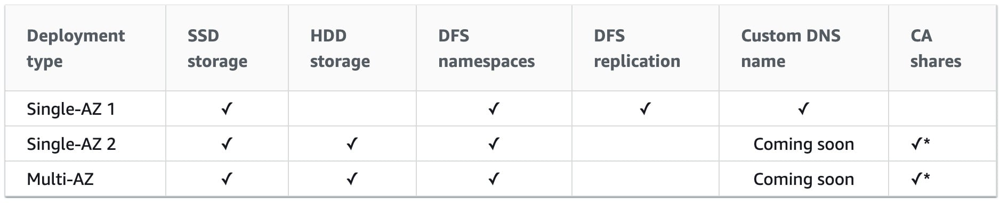 Deployment type SSD storage HDD storage DFS namespaces DFS replication Custom DNS name CA shares
Single-AZ 1 ✓ ✓ ✓ ✓
Single-AZ 2 ✓ ✓ ✓ Coming soon ✓*
Multi-AZ ✓ ✓ ✓ Coming soon ✓*